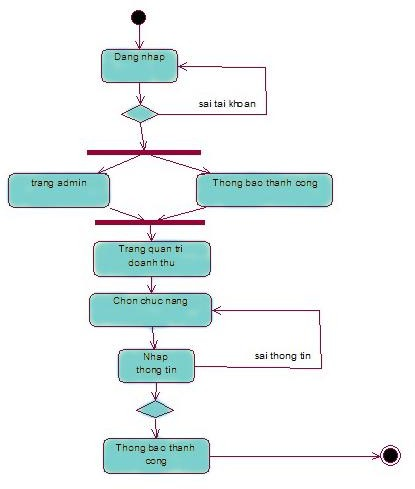 Dang nhap
sai tai khoan
trang admin
Thong bao thanh cong
Trang quan tri
doanh thu
Chon chuc nang
Nhap
thong tin
sai thong tin
Thong bao thanh
cong